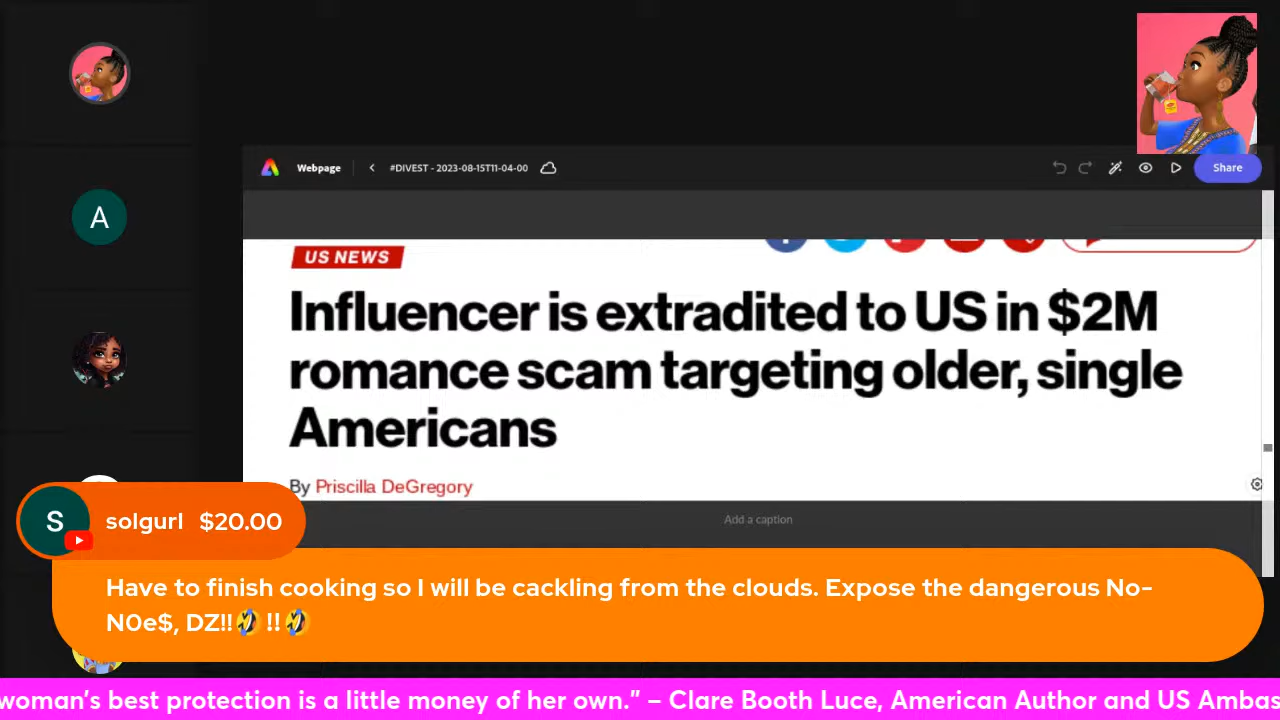 Webpage
#DIVEST - 2023-08-15T11-04-00
Share
A
US NEWS
Influencer is extradited to US in $2M
romance scam targeting older, single
Americans
By Priscilla DeGregory
Add a caption
S
solgurl $20.00
Have to finish cooking so I will be cackling from the clouds. Expose the dangerous No-
N0e$, DZ!!🤣 !!🤣
woman's best protection is a little money of her own.” – Clare Booth Luce, American Author and US Ambas